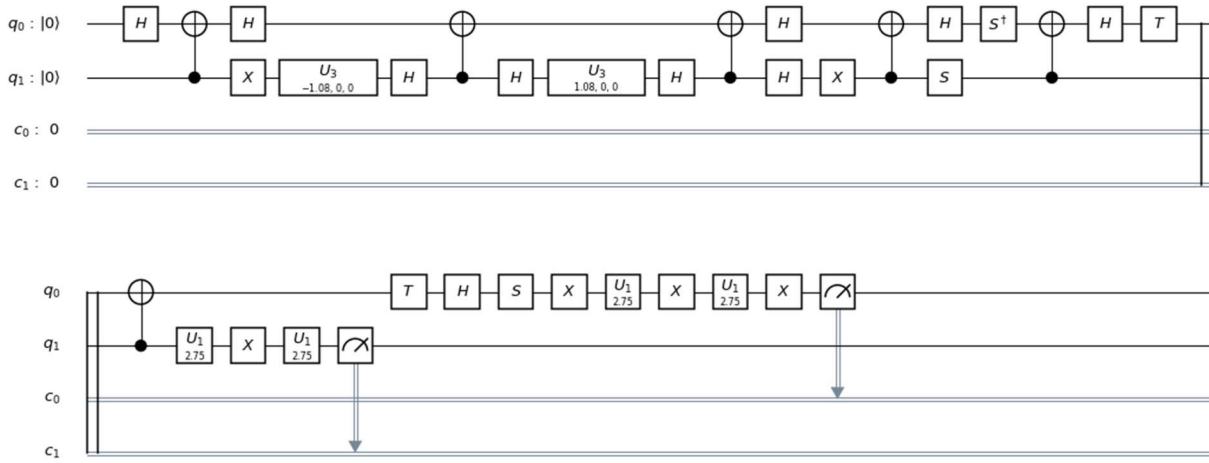 q₀ : |0⟩ H H H H S† H T
q₁ : |0⟩ X U₃ −1.08, 0, 0 H H U₃ 1.08, 0, 0 H H X S
c₀ : 0
c₁ : 0
q₀ T H S X U₁ 2.75 X U₁ 2.75 X
q₁ U₁ 2.75 X U₁ 2.75
c₀
c₁